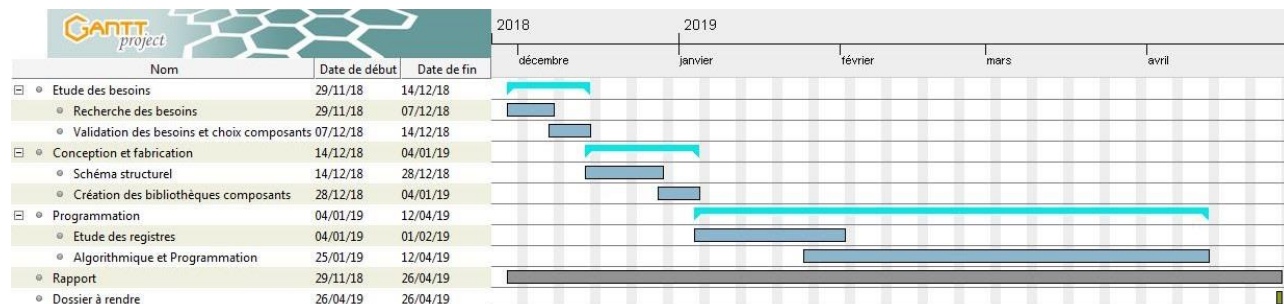 GANTT project
2018 2019
décembre janvier février mars avril
Nom Date de début Date de fin
Etude des besoins 29/11/18 14/12/18
Recherche des besoins 29/11/18 07/12/18
Validation des besoins et choix composants 07/12/18 14/12/18
Conception et fabrication 14/12/18 04/01/19
Schéma structurel 14/12/18 28/12/18
Création des bibliothèques composants 28/12/18 04/01/19
Programmation 04/01/19 12/04/19
Etude des registres 04/01/19 01/02/19
Algorithmique et Programmation 25/01/19 12/04/19
Rapport 29/11/18 26/04/19
Dossier à rendre 26/04/19 26/04/19